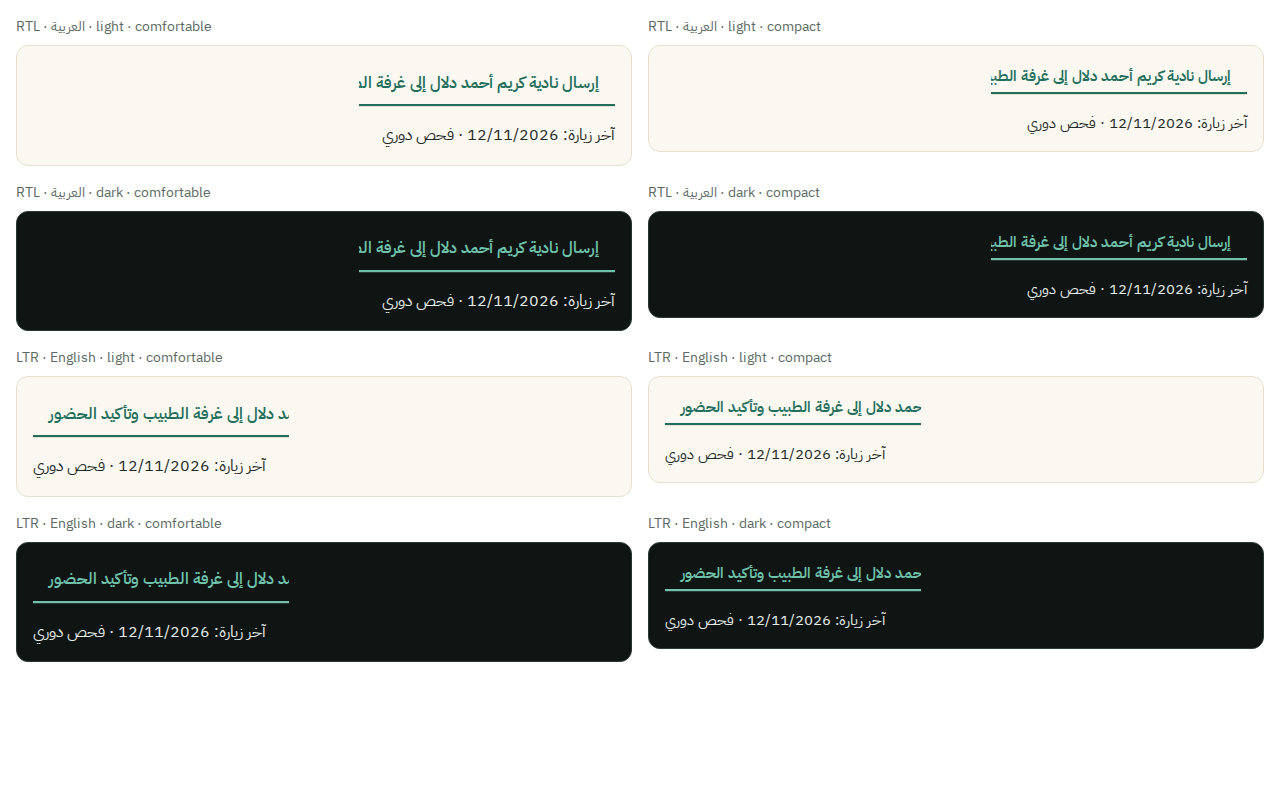 RTL · العربية · light · comfortable
إرسال نادية كريم أحمد دلال إلى غرفة
آخر زيارة: 12/11/2026 · فحص دوري
RTL · العربية · light · compact
إرسال نادية كريم أحمد دلال إلى غرفة
آخر زيارة: 12/11/2026 · فحص دوري
RTL · العربية · dark · comfortable
إرسال نادية كريم أحمد دلال إلى غرفة
آخر زيارة: 12/11/2026 · فحص دوري
RTL · العربية · dark · compact
إرسال نادية كريم أحمد دلال إلى غرفة
آخر زيارة: 12/11/2026 · فحص دوري
LTR · English · light · comfortable
دلال إلى غرفة الطبيب وتأكيد الحضور
آخر زيارة: 12/11/2026 · فحص دوري
LTR · English · light · compact
دلال إلى غرفة الطبيب وتأكيد الحضور
آخر زيارة: 12/11/2026 · فحص دوري
LTR · English · dark · comfortable
دلال إلى غرفة الطبيب وتأكيد الحضور
آخر زيارة: 12/11/2026 · فحص دوري
LTR · English · dark · compact
دلال إلى غرفة الطبيب وتأكيد الحضور
آخر زيارة: 12/11/2026 · فحص دوري